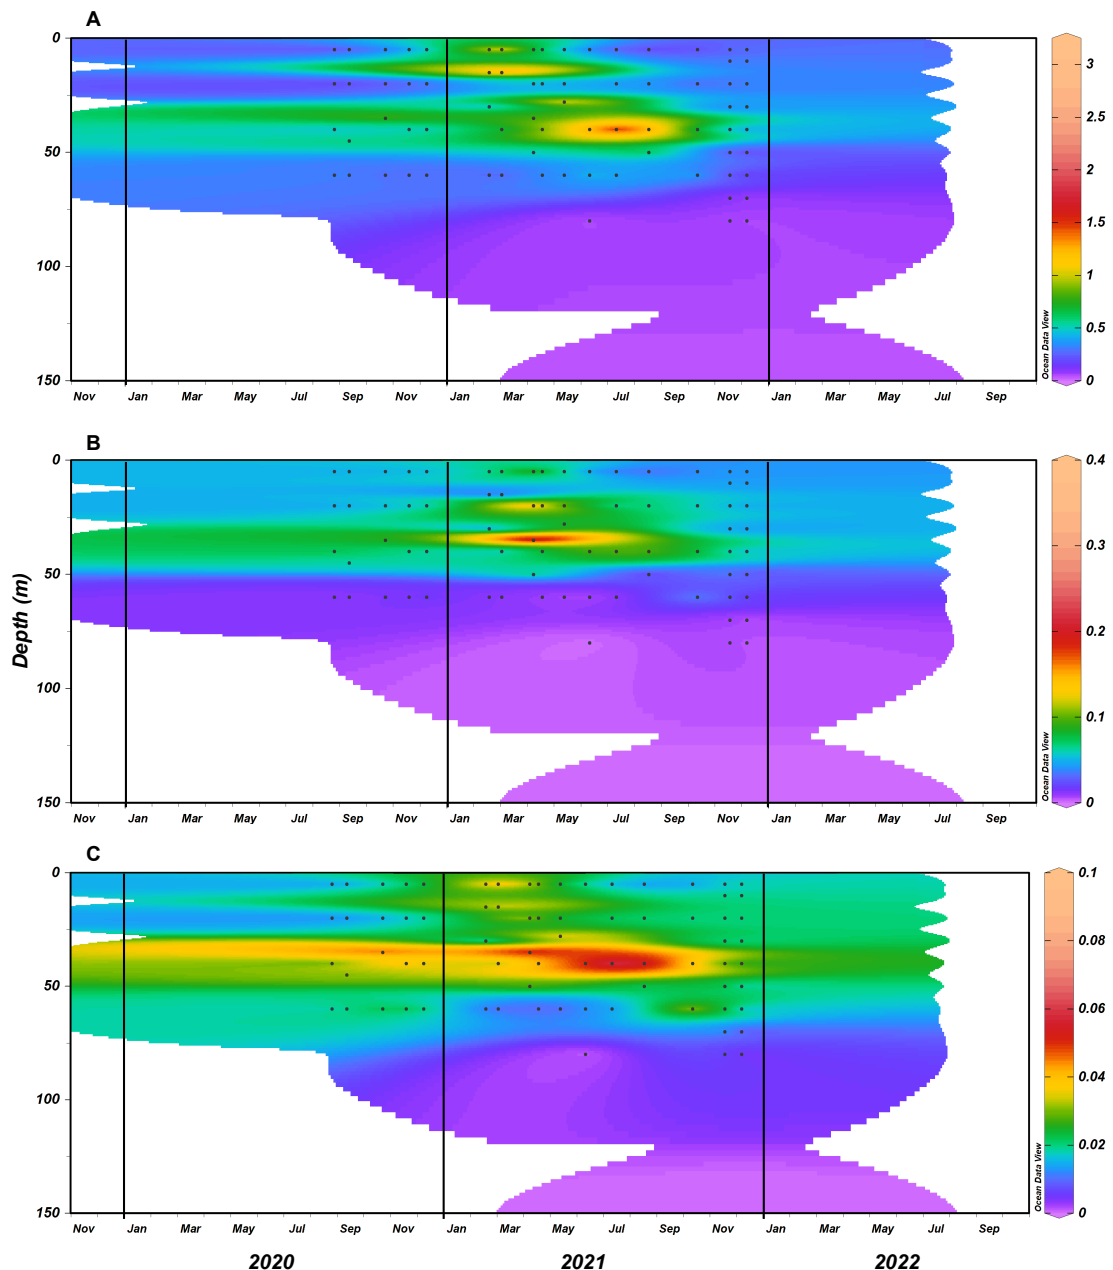 A
0
50
100
150
Nov Jan Mar May Jul Sep Nov Jan Mar May Jul Sep Nov Jan Mar May Jul Sep
Ocean Data View
3
2.5
2
1.5
1
0.5
0
B
0
50
100
150
Depth (m)
Nov Jan Mar May Jul Sep Nov Jan Mar May Jul Sep Nov Jan Mar May Jul Sep
Ocean Data View
0.4
0.3
0.2
0.1
0
C
0
50
100
150
Nov Jan Mar May Jul Sep Nov Jan Mar May Jul Sep Nov Jan Mar May Jul Sep
Ocean Data View
0.1
0.08
0.06
0.04
0.02
0
2020 2021 2022